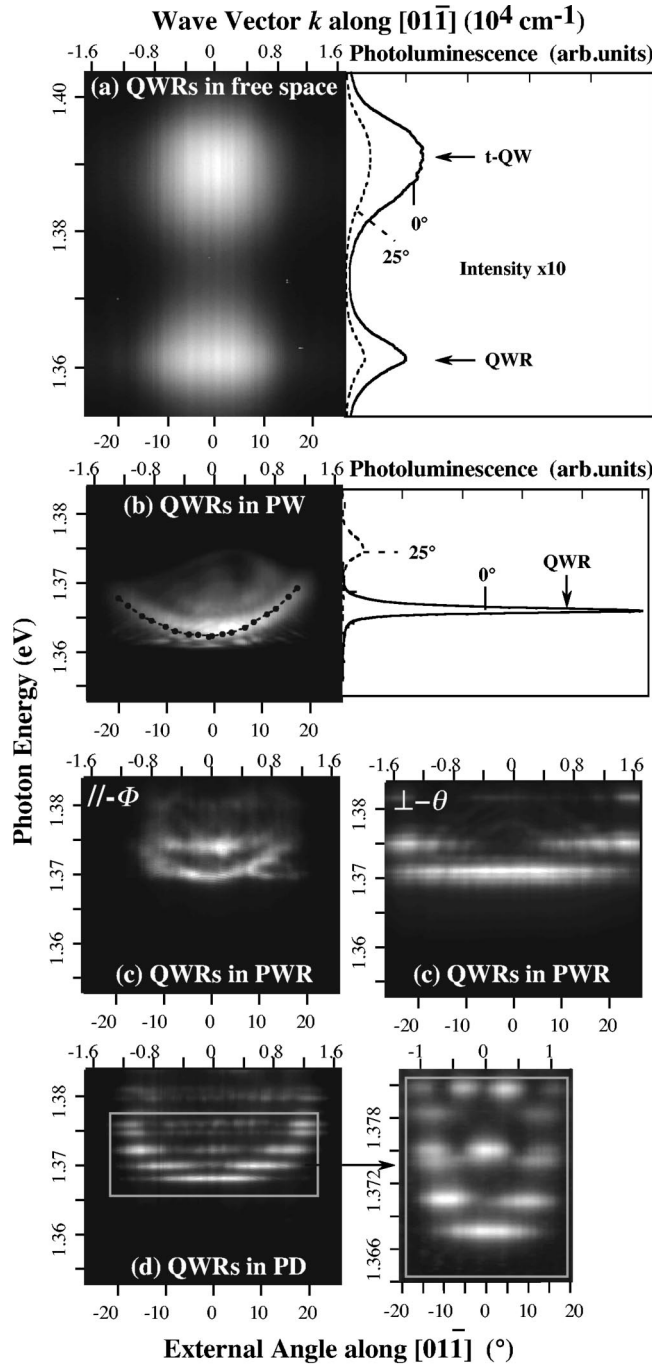 Wave Vector k along [011̄] (10⁴ cm⁻¹)
-1.6 -0.8 0 0.8 1.6 Photoluminescence (arb.units)
(a) QWRs in free space
1.40
t-QW
1.38
0°
25°
Intensity x10
1.36
QWR
-20 -10 0 10 20
-1.6 -0.8 0 0.8 1.6 Photoluminescence (arb.units)
(b) QWRs in PW
1.38
25°
1.37
0°
QWR
1.36
-20 -10 0 10 20
Photon Energy (eV)
-1.6 -0.8 0 0.8 1.6 -1.6 -0.8 0 0.8 1.6
//-Φ ⊥-θ
1.38 1.38
1.37 1.37
1.36 1.36
(c) QWRs in PWR (c) QWRs in PWR
-20 -10 0 10 20 -20 -10 0 10 20
-1.6 -0.8 0 0.8 1.6 -1 0 1
1.38 1.378
1.37 1.372
1.36 1.366
(d) QWRs in PD
-20 -10 0 10 20 -20 -15 -10 -5 0 5 10 15 20
External Angle along [011̄] (°)